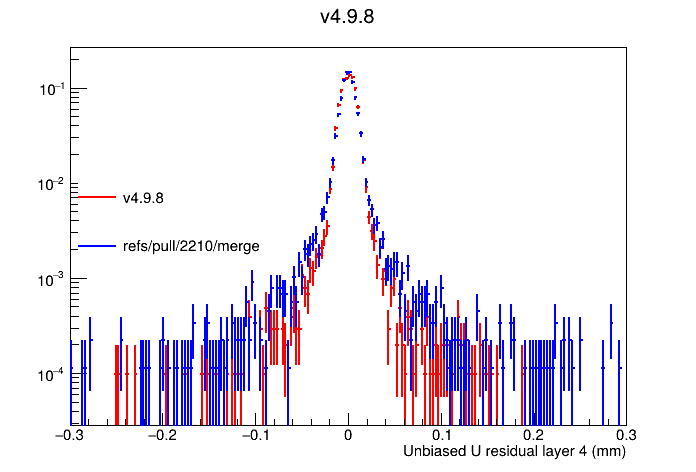 v4.9.8
10⁻¹
10⁻²
v4.9.8
refs/pull/2210/merge
10⁻³
10⁻⁴
−0.3 −0.2 −0.1 0 0.1 0.2 0.3
Unbiased U residual layer 4 (mm)